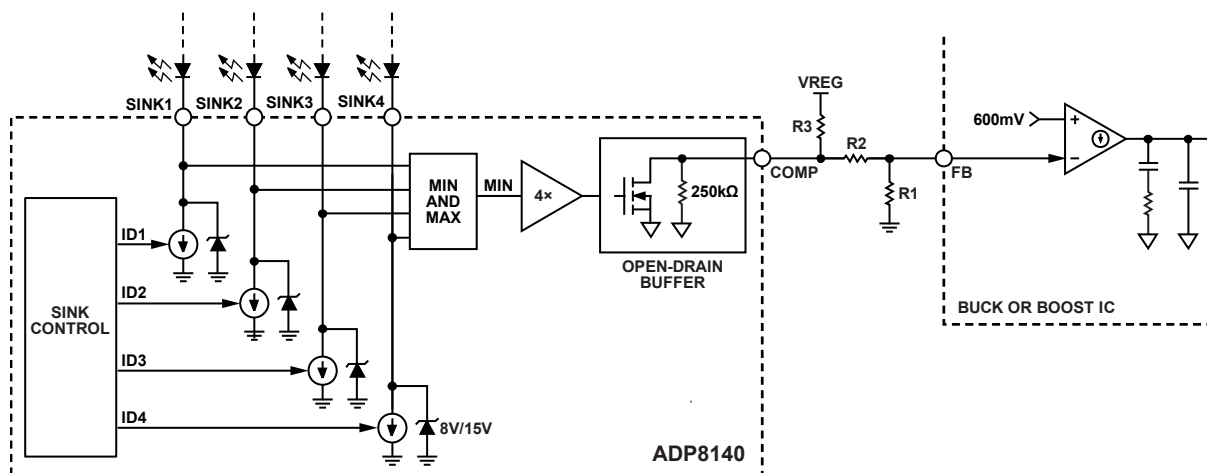 SINK1
SINK2
SINK3
SINK4
VREG
R3
R2
R1
600mV
+
−
FB
COMP
MIN
AND
MAX
MIN
4×
250kΩ
OPEN-DRAIN
BUFFER
SINK
CONTROL
ID1
ID2
ID3
ID4
8V/15V
ADP8140
BUCK OR BOOST IC